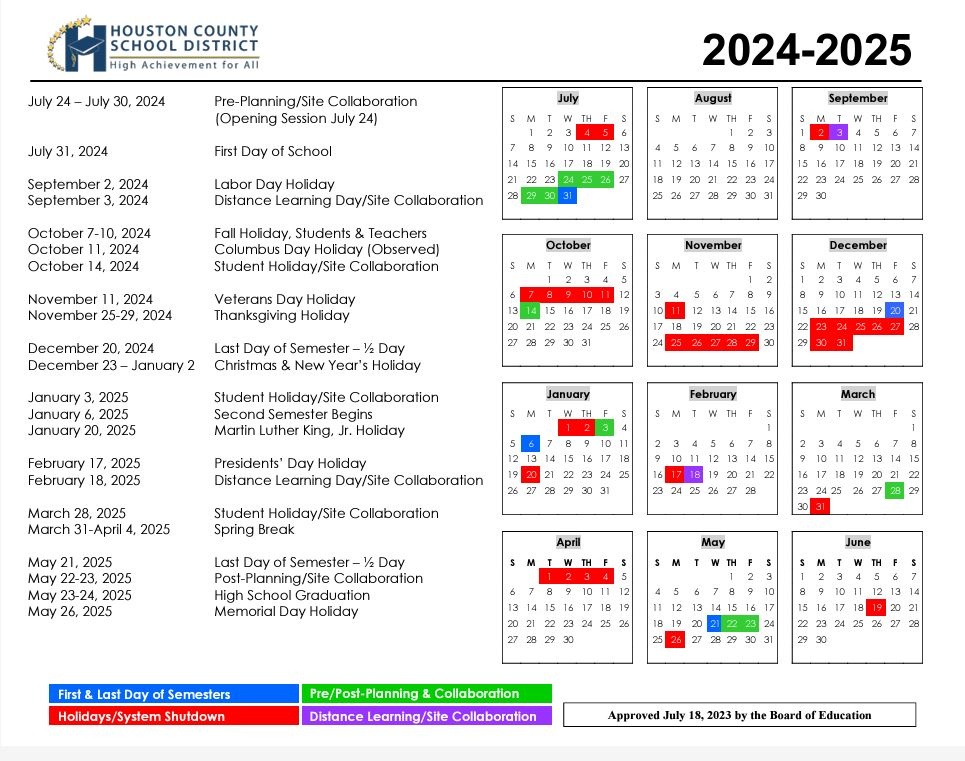 HOUSTON COUNTY
SCHOOL DISTRICT
High Achievement for All
2024-2025
July 24 – July 30, 2024 Pre-Planning/Site Collaboration
(Opening Session July 24)
July 31, 2024 First Day of School
September 2, 2024 Labor Day Holiday
September 3, 2024 Distance Learning Day/Site Collaboration
October 7-10, 2024 Fall Holiday, Students & Teachers
October 11, 2024 Columbus Day Holiday (Observed)
October 14, 2024 Student Holiday/Site Collaboration
November 11, 2024 Veterans Day Holiday
November 25-29, 2024 Thanksgiving Holiday
December 20, 2024 Last Day of Semester – ½ Day
December 23 – January 2 Christmas & New Year's Holiday
January 3, 2025 Student Holiday/Site Collaboration
January 6, 2025 Second Semester Begins
January 20, 2025 Martin Luther King, Jr. Holiday
February 17, 2025 Presidents' Day Holiday
February 18, 2025 Distance Learning Day/Site Collaboration
March 28, 2025 Student Holiday/Site Collaboration
March 31-April 4, 2025 Spring Break
May 21, 2025 Last Day of Semester – ½ Day
May 22-23, 2025 Post-Planning/Site Collaboration
May 23-24, 2025 High School Graduation
May 26, 2025 Memorial Day Holiday
July
S M T W TH F S
1 2 3 4 5 6
7 8 9 10 11 12 13
14 15 16 17 18 19 20
21 22 23 24 25 26 27
28 29 30 31
August
S M T W TH F S
1 2 3
4 5 6 7 8 9 10
11 12 13 14 15 16 17
18 19 20 21 22 23 24
25 26 27 28 29 30 31
September
S M T W TH F S
1 2 3 4 5 6 7
8 9 10 11 12 13 14
15 16 17 18 19 20 21
22 23 24 25 26 27 28
29 30
October
S M T W TH F S
1 2 3 4 5
6 7 8 9 10 11 12
13 14 15 16 17 18 19
20 21 22 23 24 25 26
27 28 29 30 31
November
S M T W TH F S
1 2
3 4 5 6 7 8 9
10 11 12 13 14 15 16
17 18 19 20 21 22 23
24 25 26 27 28 29 30
December
S M T W TH F S
1 2 3 4 5 6 7
8 9 10 11 12 13 14
15 16 17 18 19 20 21
22 23 24 25 26 27 28
29 30 31
January
S M T W TH F S
1 2 3 4
5 6 7 8 9 10 11
12 13 14 15 16 17 18
19 20 21 22 23 24 25
26 27 28 29 30 31
February
S M T W TH F S
1
2 3 4 5 6 7 8
9 10 11 12 13 14 15
16 17 18 19 20 21 22
23 24 25 26 27 28
March
S M T W TH F S
1
2 3 4 5 6 7 8
9 10 11 12 13 14 15
16 17 18 19 20 21 22
23 24 25 26 27 28 29
30 31
April
S M T W TH F S
1 2 3 4 5
6 7 8 9 10 11 12
13 14 15 16 17 18 19
20 21 22 23 24 25 26
27 28 29 30
May
S M T W TH F S
1 2 3
4 5 6 7 8 9 10
11 12 13 14 15 16 17
18 19 20 21 22 23 24
25 26 27 28 29 30 31
June
S M T W TH F S
1 2 3 4 5 6 7
8 9 10 11 12 13 14
15 16 17 18 19 20 21
22 23 24 25 26 27 28
29 30
First & Last Day of Semesters
Pre/Post-Planning & Collaboration
Holidays/System Shutdown
Distance Learning/Site Collaboration
Approved July 18, 2023 by the Board of Education